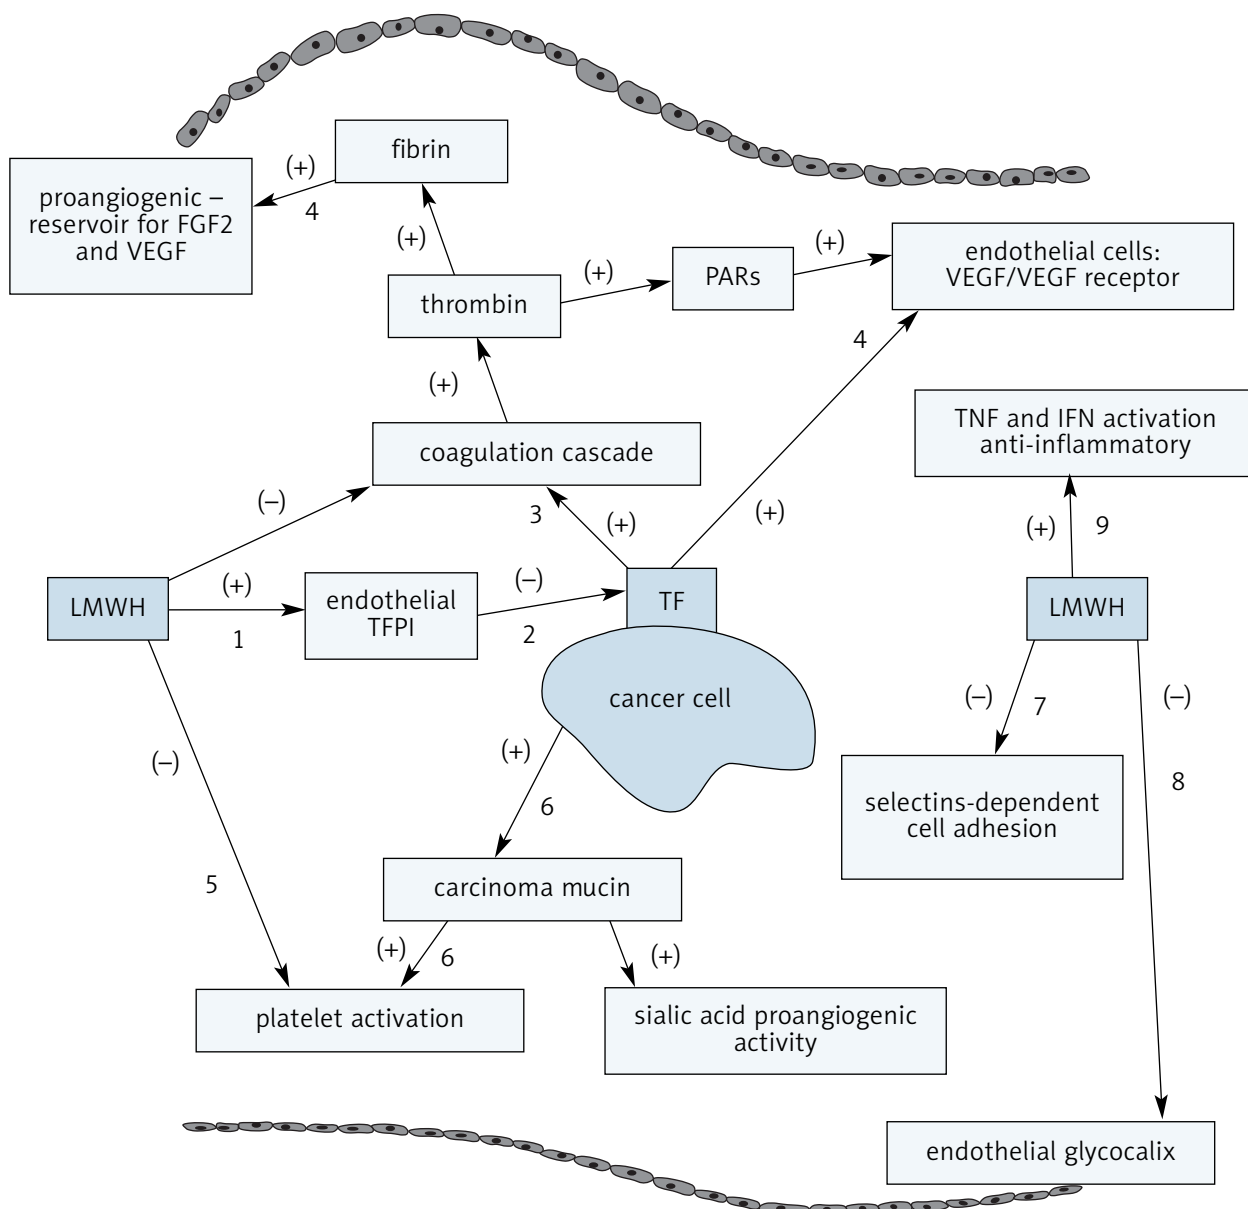 fibrin
(+)
4
proangiogenic –
reservoir for FGF2
and VEGF
(+)
thrombin
(+)
PARs
(+)
endothelial cells:
VEGF/VEGF receptor
4
(+)
(+)
coagulation cascade
TNF and IFN activation
anti-inflammatory
(–)
3
(+)
(+)
9
LMWH
(+)
1
endothelial
TFPI
(–)
2
TF
cancer cell
LMWH
(–)
7
(–)
8
selectins-dependent
cell adhesion
(–)
5
(+)
6
carcinoma mucin
(+)
6
(+)
platelet activation
sialic acid proangiogenic
activity
endothelial glycocalix